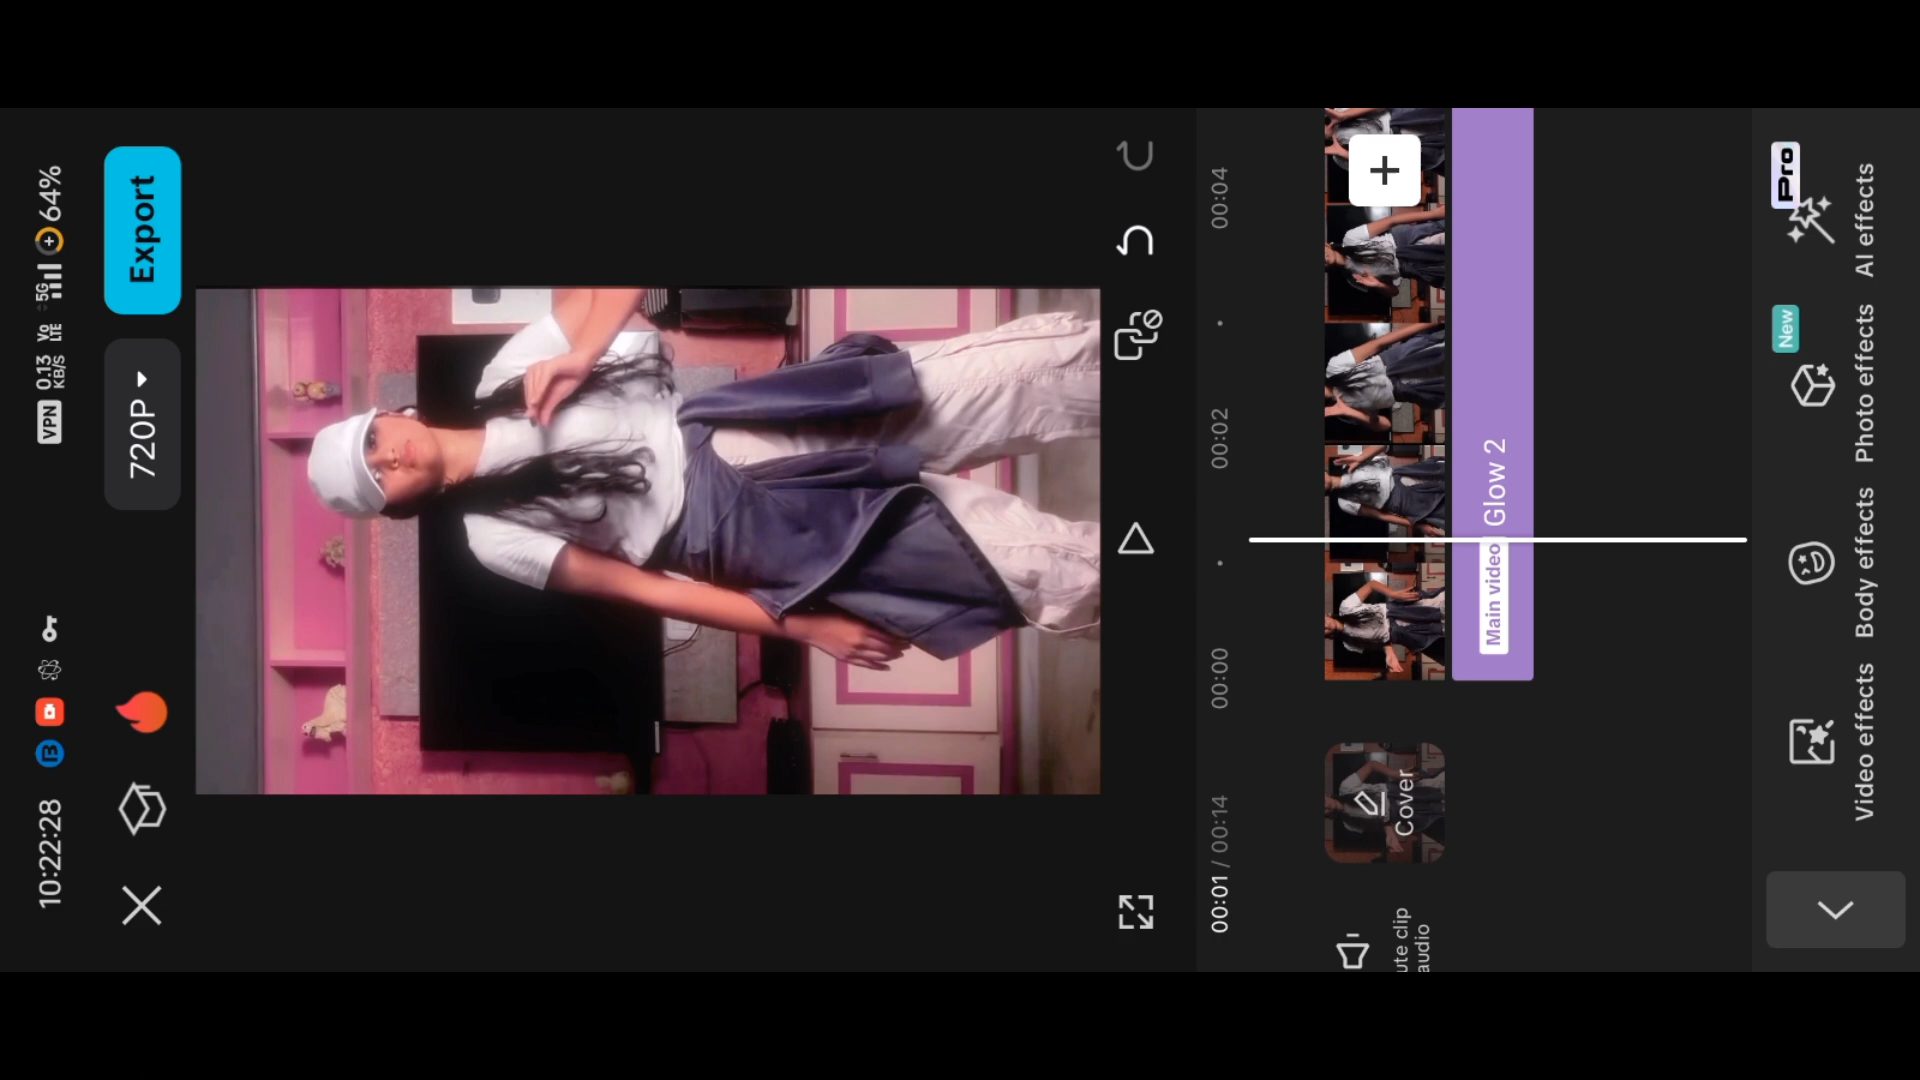 10:22:28
VPN 0.13 KB/S Vo LTE 5G 64%
720P
Export
00:01 / 00:14
00:00
00:02
00:04
ute clip
audio
Cover
Main video Glow 2
Video effects
Body effects
New
Photo effects
Pro
AI effects